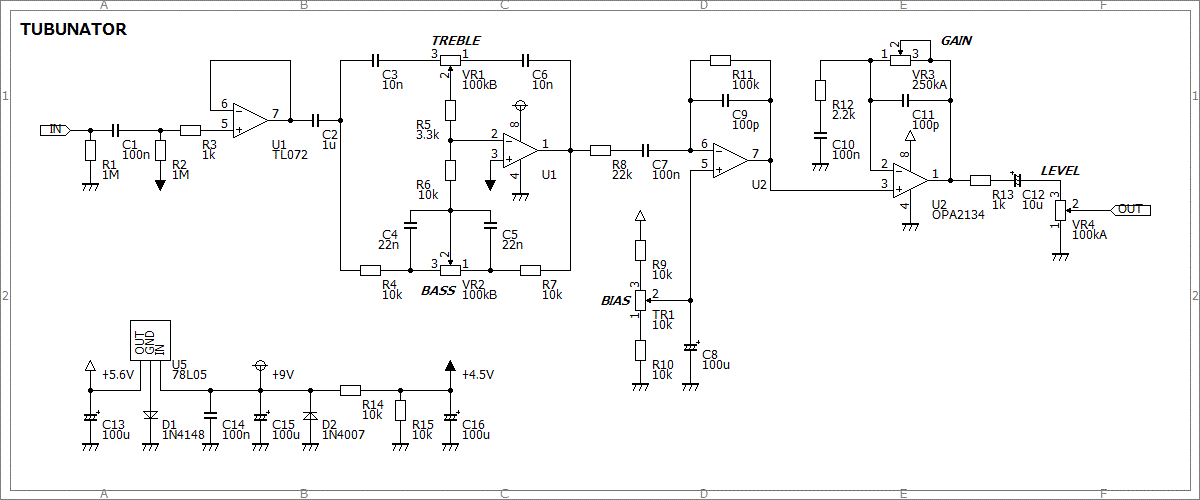 A B C D E F
TUBUNATOR
TREBLE
GAIN
3 1
2
C3
10n
VR1
100kB
C6
10n
1 2 3
VR3
250kA
R11
100k
C9
100p
R12
2.2k
C11
100p
C10
100n
1 1
IN
C1
100n
R1
1M
R2
1M
R3
1k
6
5
7
U1
TL072
C2
1u
R5
3.3k
R6
10k
8
2
3
1
4
U1
R8
22k
C7
100n
6
5
7
U2
8
2
3
1
4
U2
OPA2134
R13
1k
C12
10u
LEVEL
3
2
1
VR4
100kA
OUT
C4
22n
C5
22n
2
3 1
R4
10k
BASS
VR2
100kB
R7
10k
R9
10k
BIAS
3
2
1
TR1
10k
R10
10k
C8
100u
2 2
OUT
GND
IN
U5
78L05
+5.6V
+9V
+4.5V
C13
100u
D1
1N4148
C14
100n
C15
100u
D2
1N4007
R14
10k
R15
10k
C16
100u
A B C D E F